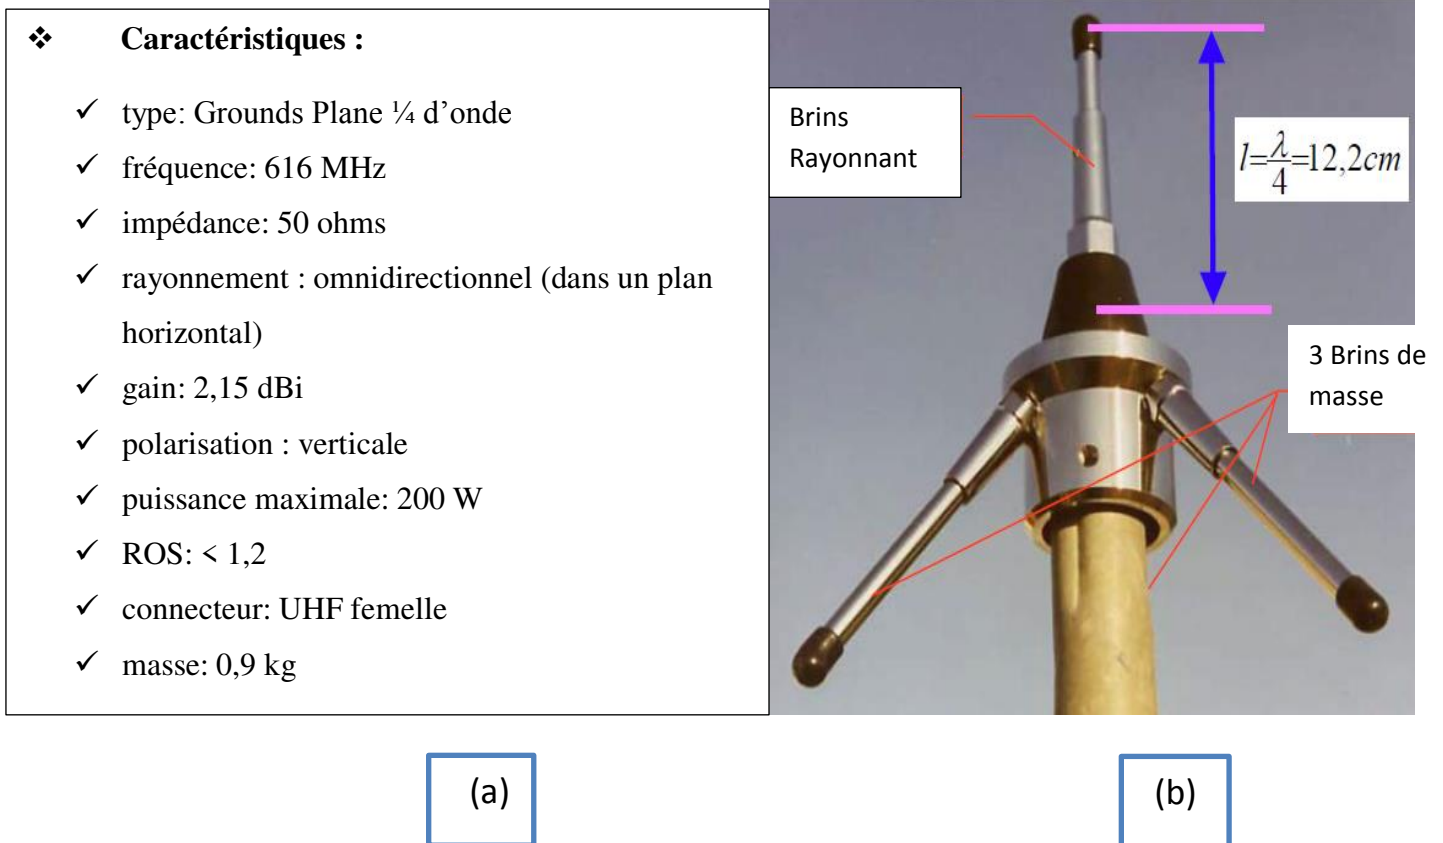 ❖ Caractéristiques :
✓ type: Grounds Plane ¼ d’onde
✓ fréquence: 616 MHz
✓ impédance: 50 ohms
✓ rayonnement : omnidirectionnel (dans un plan
horizontal)
✓ gain: 2,15 dBi
✓ polarisation : verticale
✓ puissance maximale: 200 W
✓ ROS: < 1,2
✓ connecteur: UHF femelle
✓ masse: 0,9 kg
Brins
Rayonnant
l=λ/4=12,2cm
3 Brins de
masse
(a)
(b)